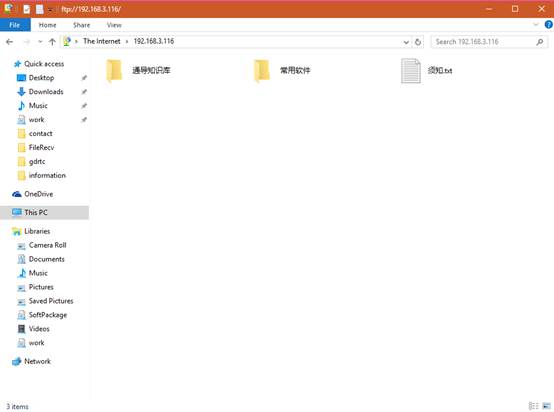 ftp://192.168.3.116/
File Home Share View
The Internet 192.168.3.116 Search 192.168.3.116
Quick access
Desktop
Downloads
Music
work
contact
FileRecv
gdrtc
information
OneDrive
This PC
Libraries
Camera Roll
Documents
Music
Pictures
Saved Pictures
SoftPackage
Videos
work
Network
通导知识库 常用软件 须知.txt
3 items